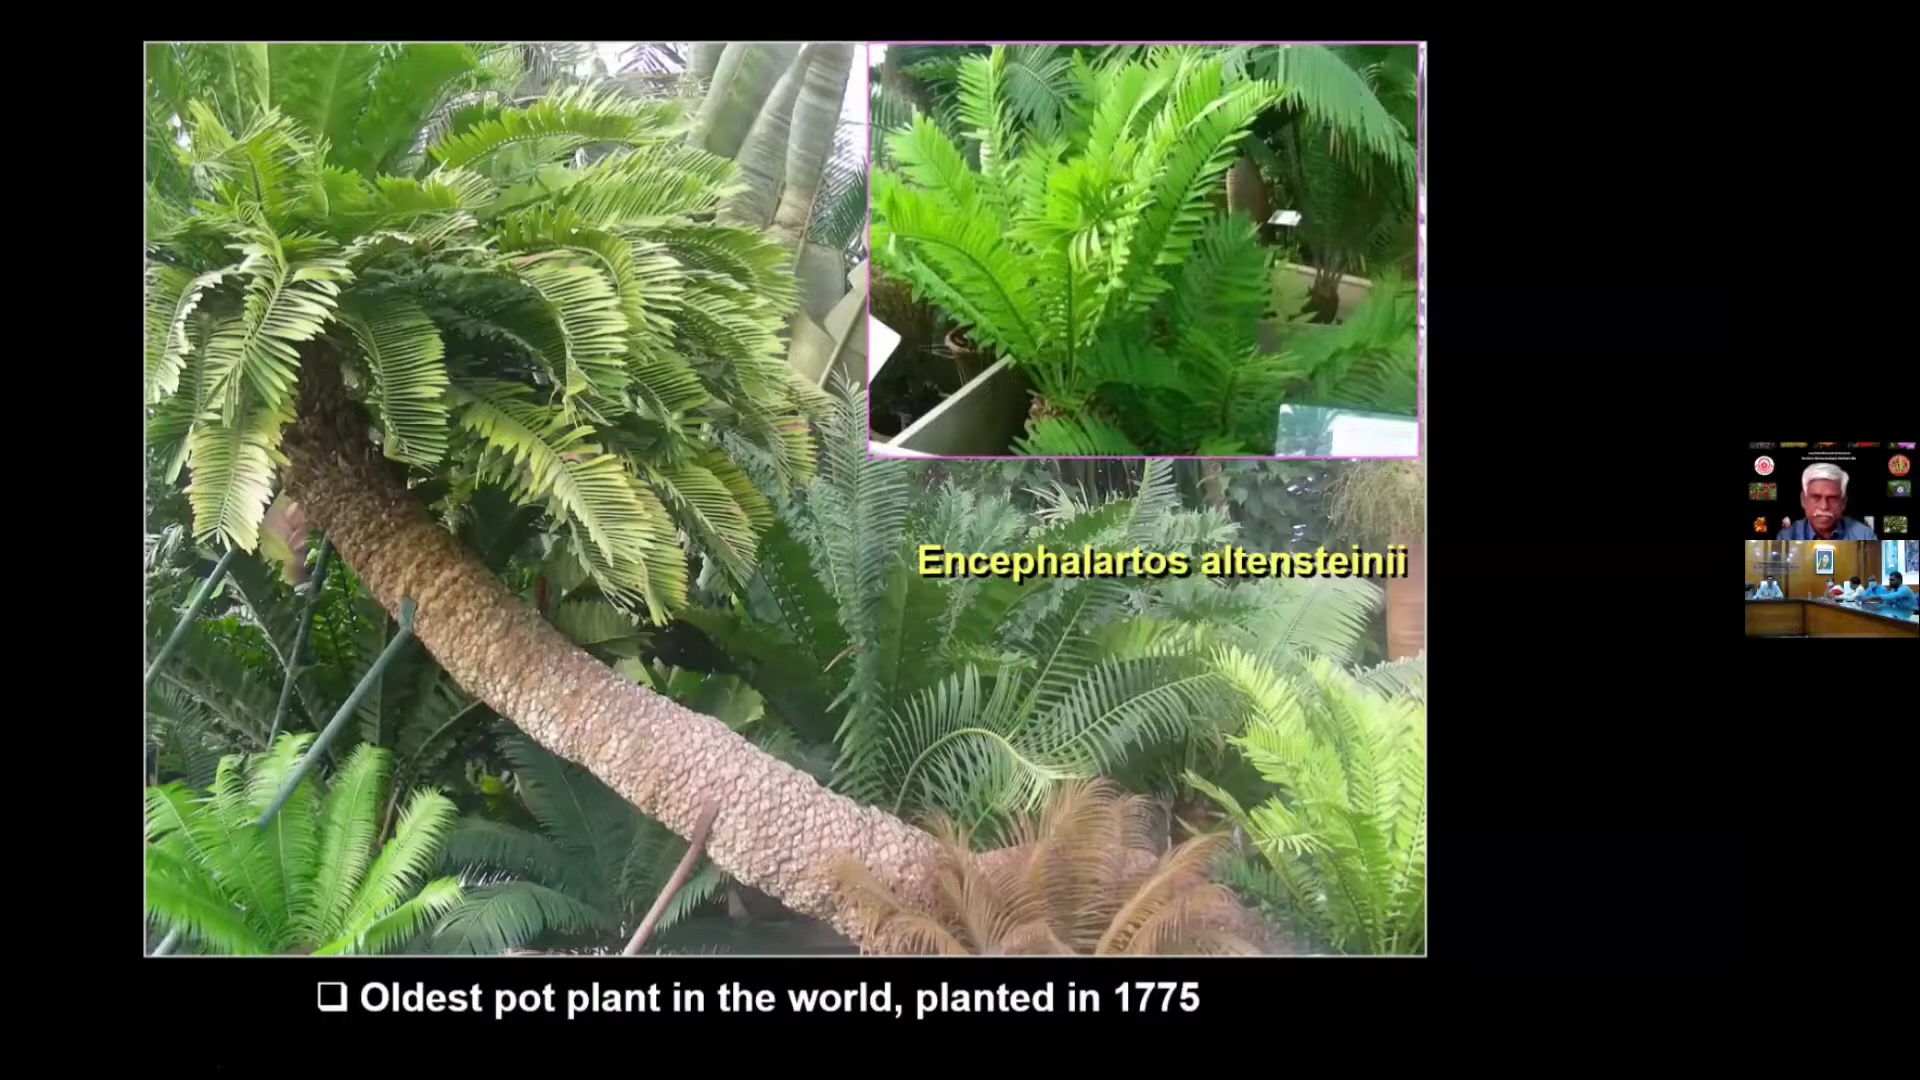 Encephalartos altensteinii
❑ Oldest pot plant in the world, planted in 1775